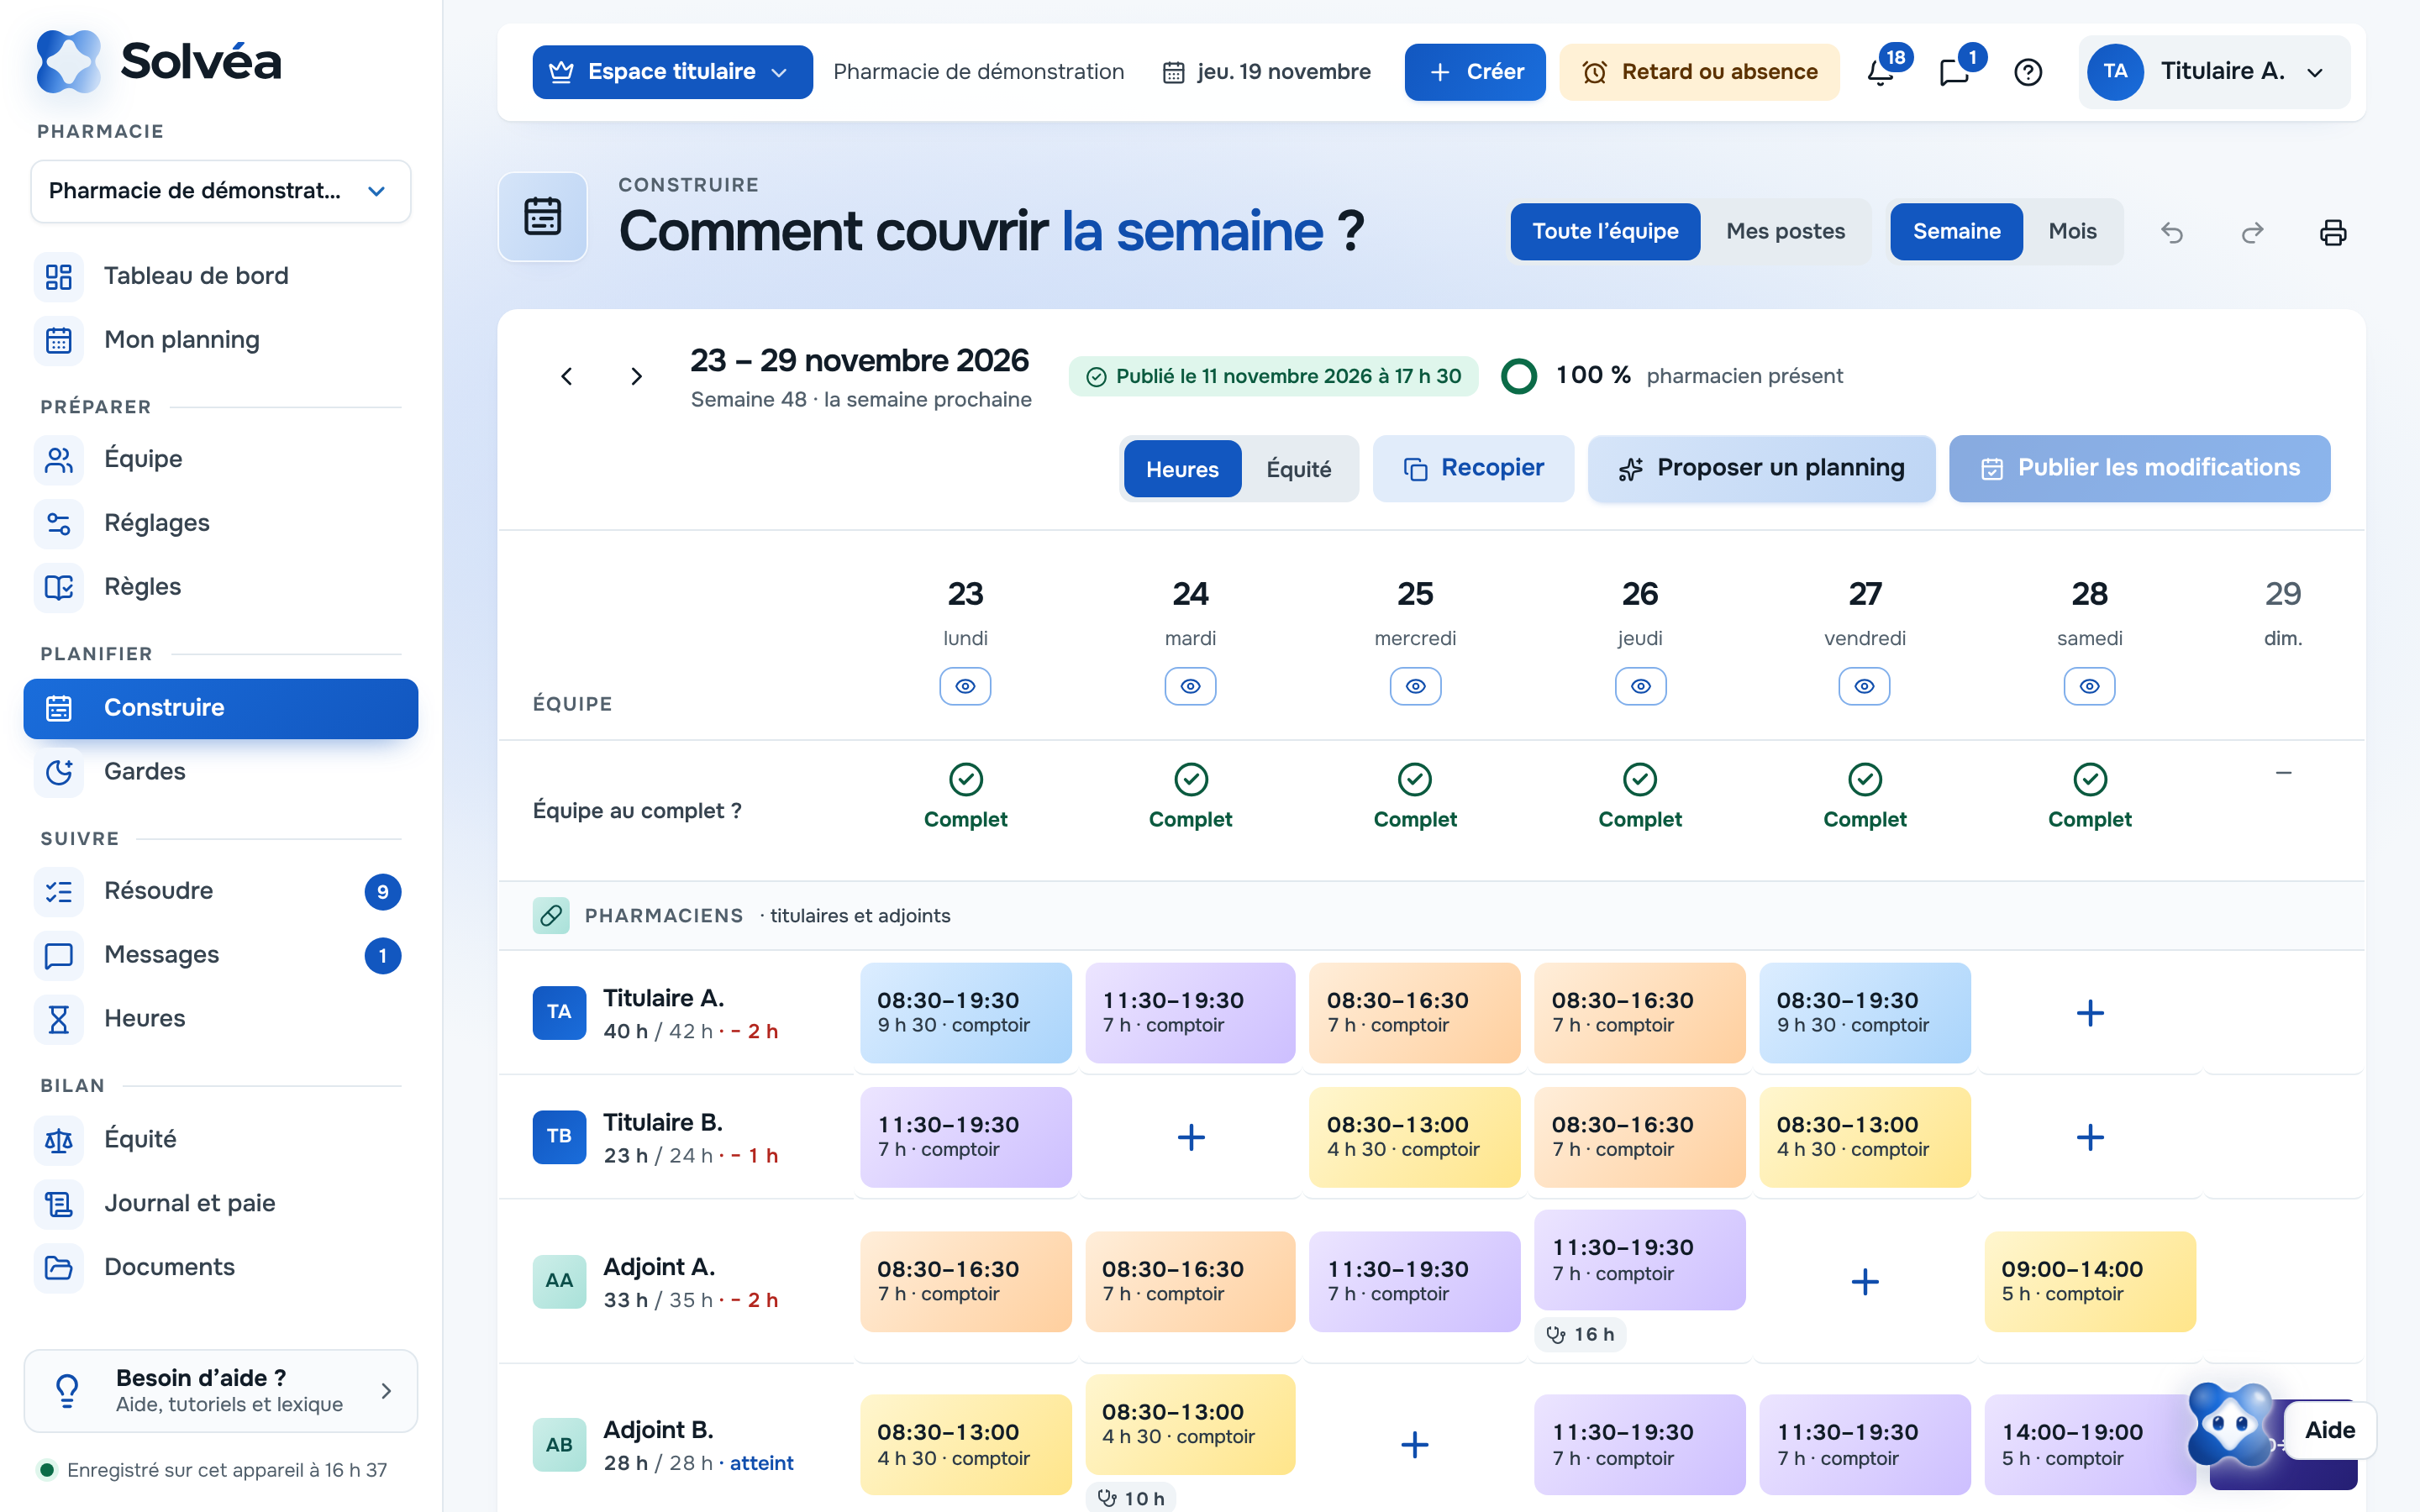 Solvéa
PHARMACIE
Pharmacie de démonstrat...
Tableau de bord
Mon planning
PRÉPARER
Équipe
Réglages
Règles
PLANIFIER
Construire
Gardes
SUIVRE
Résoudre 9
Messages 1
Heures
BILAN
Équité
Journal et paie
Documents
Besoin d’aide ?
Aide, tutoriels et lexique
Enregistré sur cet appareil à 16 h 37
Espace titulaire Pharmacie de démonstration jeu. 19 novembre + Créer Retard ou absence 18 1 TA Titulaire A.
CONSTRUIRE
Comment couvrir la semaine ?
Toute l’équipe Mes postes Semaine Mois
23 – 29 novembre 2026
Semaine 48 · la semaine prochaine
Publié le 11 novembre 2026 à 17 h 30
100 % pharmacien présent
Heures Équité Recopier Proposer un planning Publier les modifications
23 24 25 26 27 28 29
lundi mardi mercredi jeudi vendredi samedi dim.
ÉQUIPE
Équipe au complet ? Complet Complet Complet Complet Complet Complet –
PHARMACIENS · titulaires et adjoints
TA Titulaire A. 08:30–19:30 11:30–19:30 08:30–16:30 08:30–16:30 08:30–19:30 +
40 h / 42 h · − 2 h 9 h 30 · comptoir 7 h · comptoir 7 h · comptoir 7 h · comptoir 9 h 30 · comptoir
TB Titulaire B. 11:30–19:30 + 08:30–13:00 08:30–16:30 08:30–13:00 +
23 h / 24 h · − 1 h 7 h · comptoir 4 h 30 · comptoir 7 h · comptoir 4 h 30 · comptoir
AA Adjoint A. 08:30–16:30 08:30–16:30 11:30–19:30 11:30–19:30 + 09:00–14:00
33 h / 35 h · − 2 h 7 h · comptoir 7 h · comptoir 7 h · comptoir 7 h · comptoir 5 h · comptoir
16 h
AB Adjoint B. 08:30–13:00 08:30–13:00 + 11:30–19:30 11:30–19:30 14:00–19:00
28 h / 28 h · atteint 4 h 30 · comptoir 4 h 30 · comptoir 7 h · comptoir 7 h · comptoir 5 h · comptoir
10 h
Aide